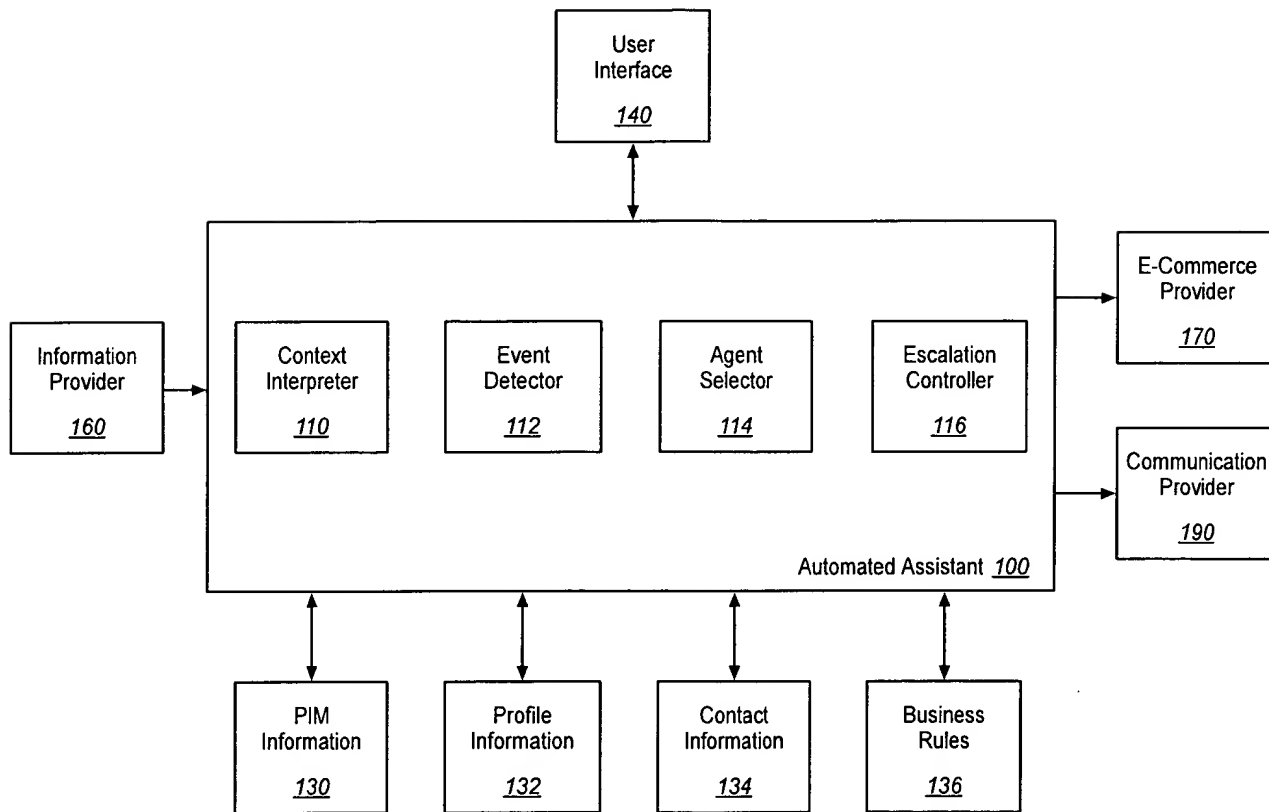 User
Interface
140
E-Commerce
Provider
170
Information
Provider
160
Context
Interpreter
110
Event
Detector
112
Agent
Selector
114
Escalation
Controller
116
Communication
Provider
190
Automated Assistant 100
PIM
Information
130
Profile
Information
132
Contact
Information
134
Business
Rules
136